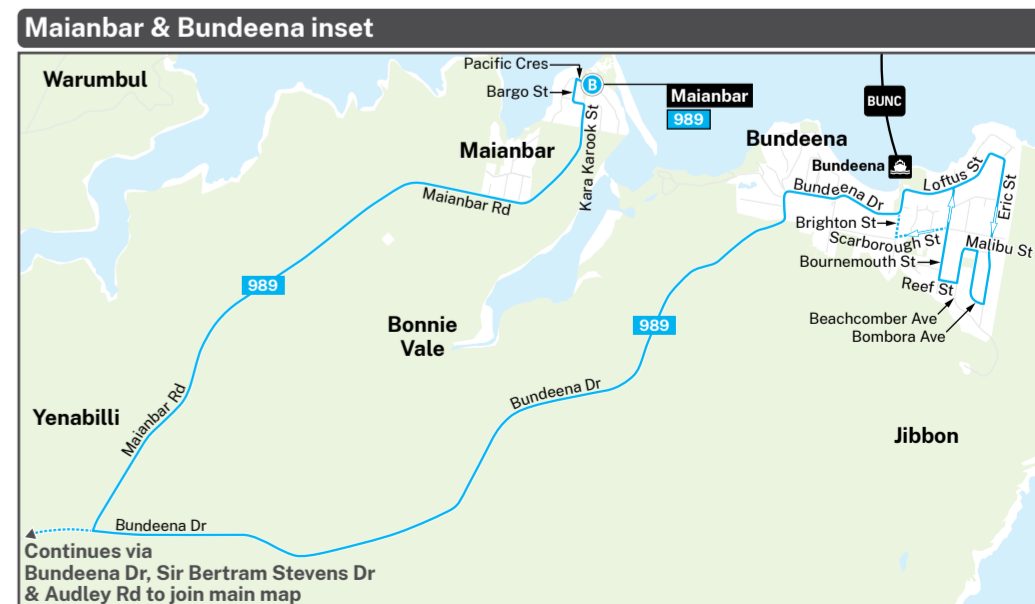 Maianbar & Bundeena inset
Warumbul
Pacific Cres
Bargo St
B
Maianbar
989
Kara Karook St
Maianbar
Maianbar Rd
BUNC
Bundeena
Bundeena
Bundeena Dr
Loftus St
Eric St
Brighton St
Scarborough St
Malibu St
Bournemouth St
Reef St
Beachcomber Ave
Bombora Ave
989
989
Bonnie
Vale
Bundeena Dr
Maianbar Rd
Yenabilli
Jibbon
Bundeena Dr
Continues via
Bundeena Dr, Sir Bertram Stevens Dr
& Audley Rd to join main map